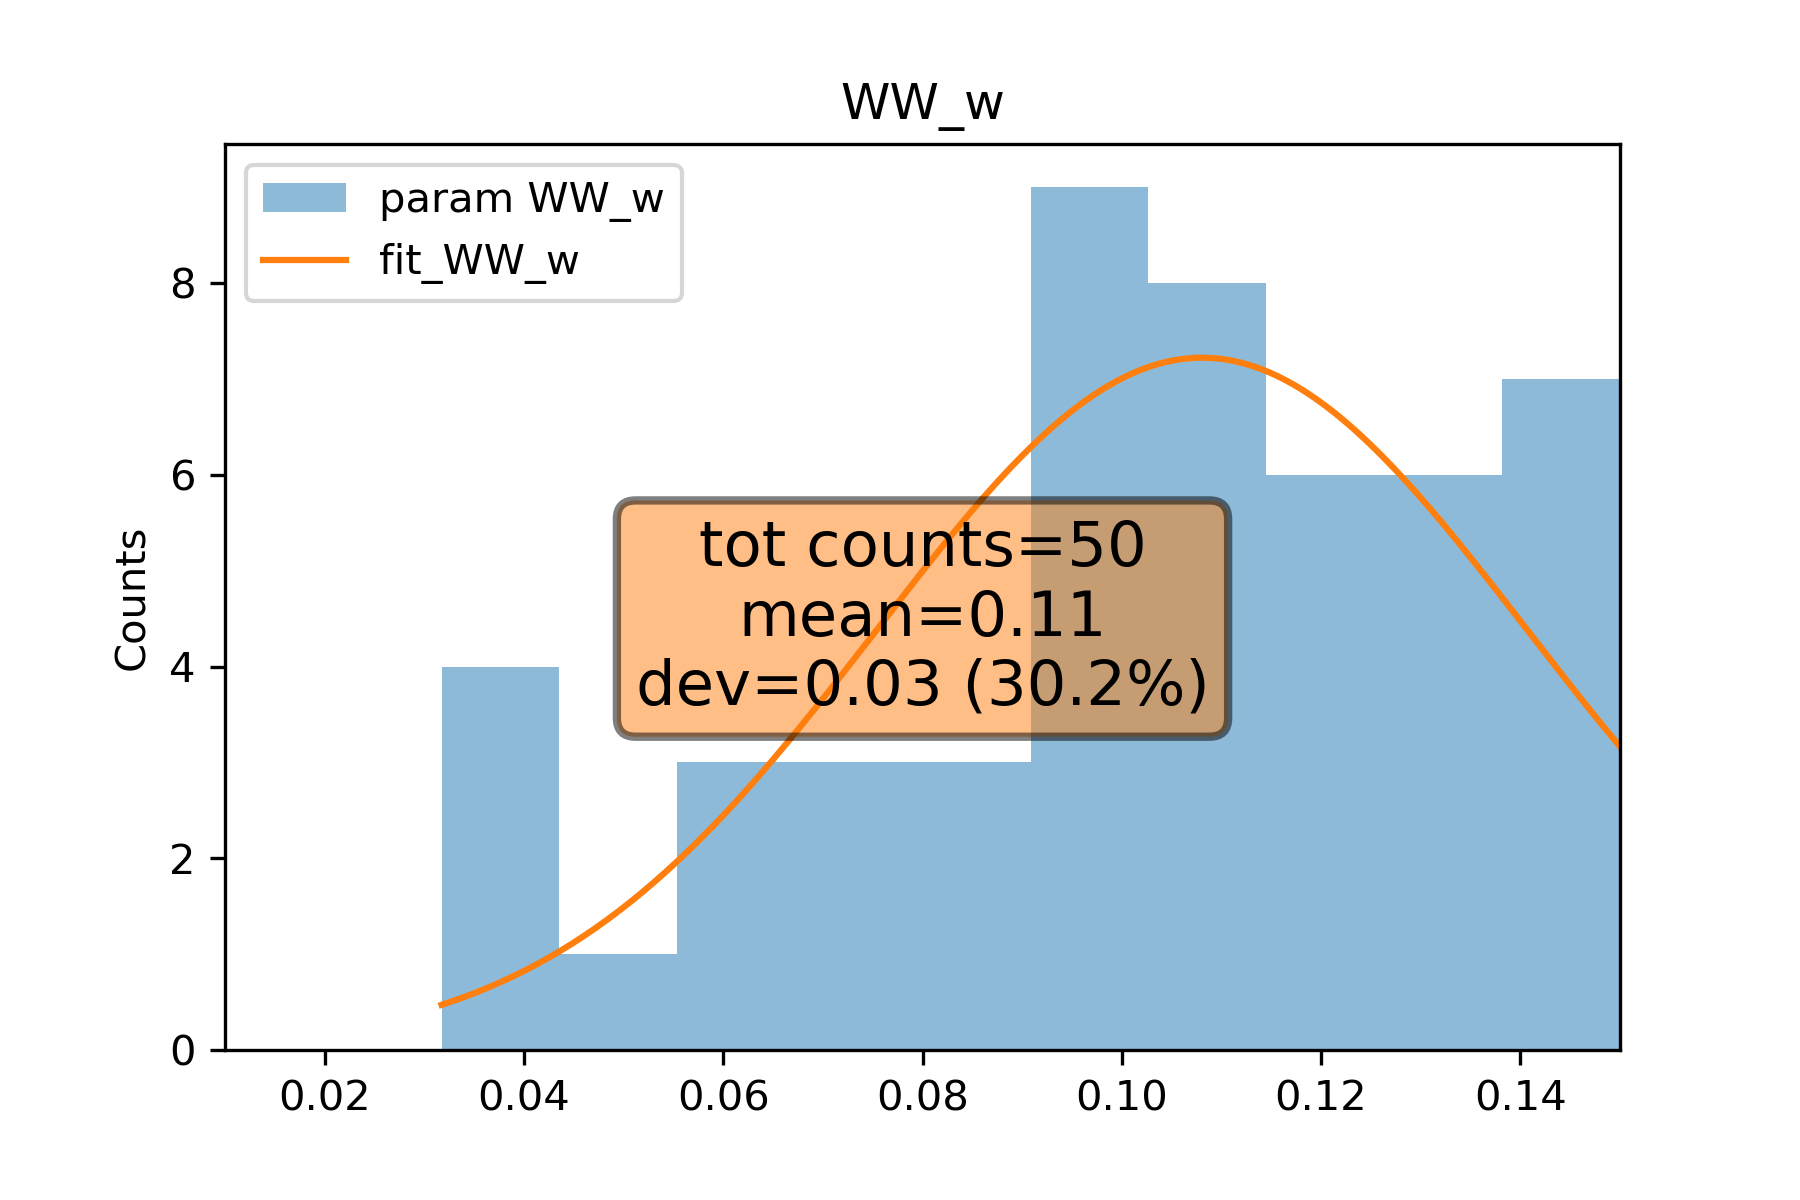 WW_w
param WW_w
fit_WW_w
Counts
8
6
4
2
0
tot counts=50
mean=0.11
dev=0.03 (30.2%)
0.02 0.04 0.06 0.08 0.10 0.12 0.14